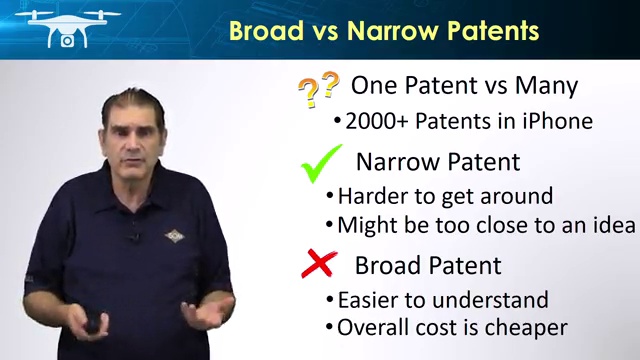 Broad vs Narrow Patents
?? One Patent vs Many
•2000+ Patents in iPhone
Narrow Patent
•Harder to get around
•Might be too close to an idea
Broad Patent
•Easier to understand
•Overall cost is cheaper